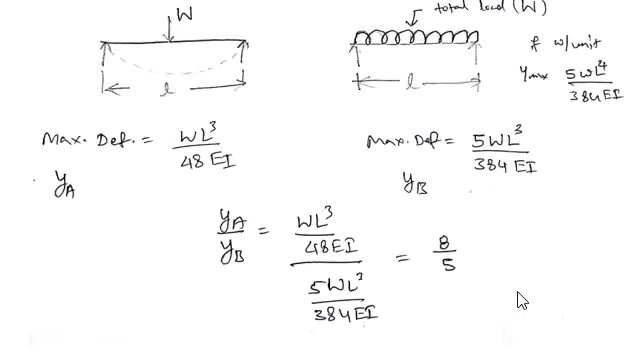 W
total load (W)
l
l
if w/unit
ymax 5wL⁴/384EI
Max. Def. = WL³/48EI
yA
Max. Def = 5WL³/384EI
yB
yA/yB = (WL³/48EI)/(5WL³/384EI) = 8/5